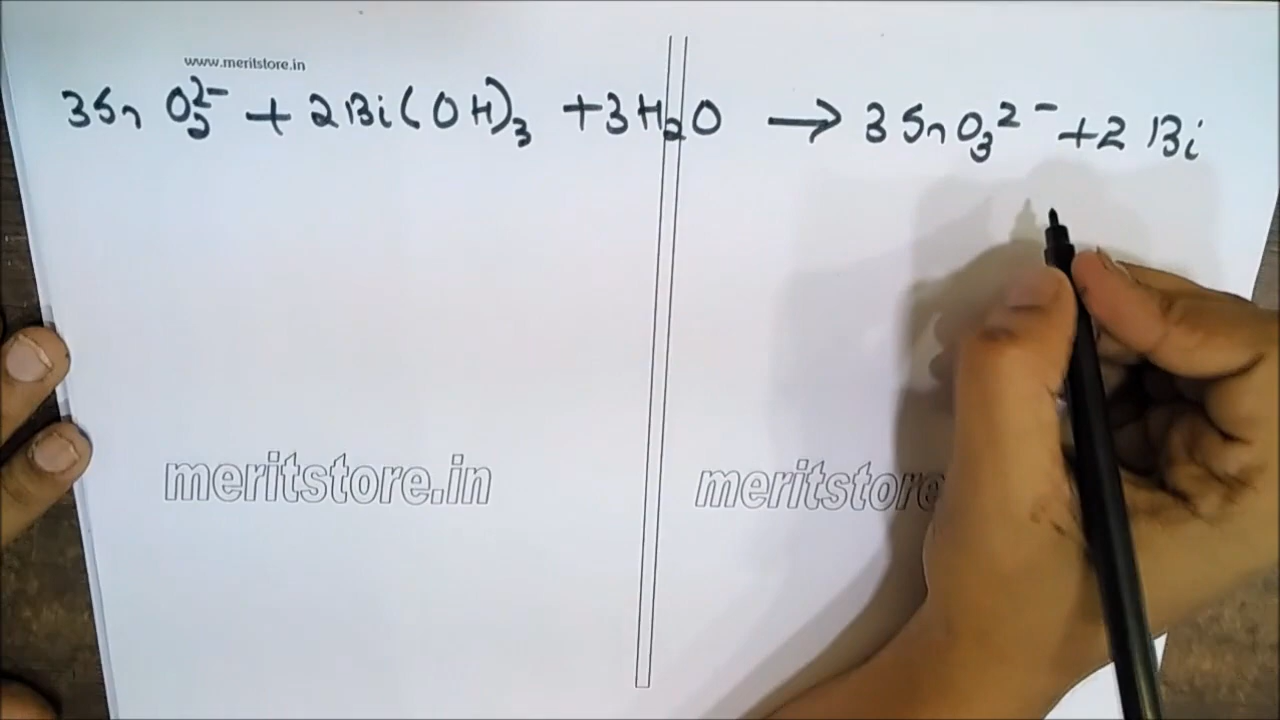 www.meritstore.in
3SnO₂²⁻ + 2Bi(OH)₃ + 3H₂O → 3SnO₃²⁻ + 2Bi
meritstore.in meritstore